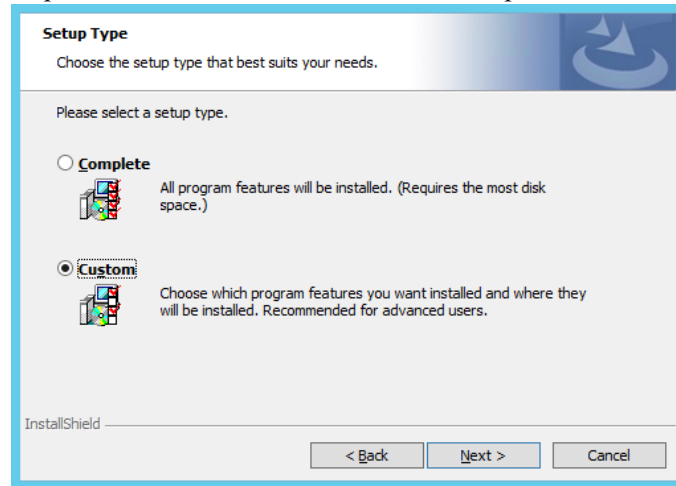 Setup Type
Choose the setup type that best suits your needs.
Please select a setup type.
Complete
All program features will be installed. (Requires the most disk
space.)
Custom
Choose which program features you want installed and where they
will be installed. Recommended for advanced users.
InstallShield
< Back
Next >
Cancel